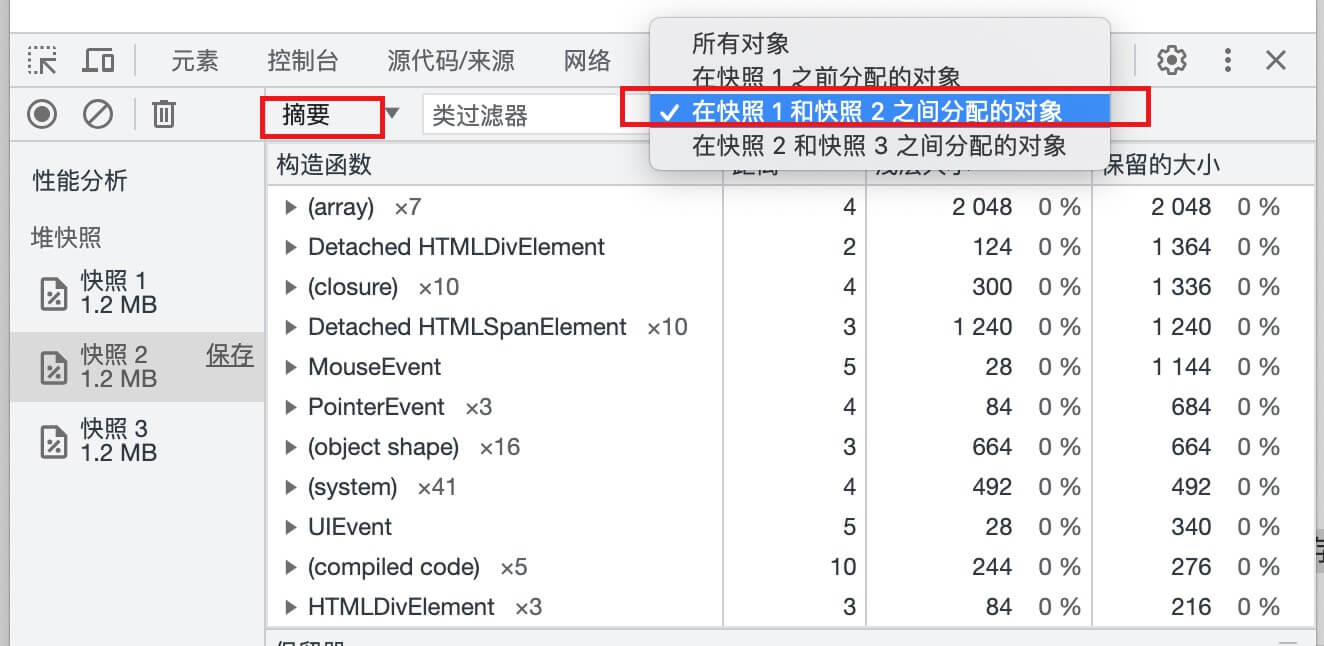 所有对象
元素 控制台 源代码/来源 网络
在快照 1 之前分配的对象
摘要 类过滤器 ✓ 在快照 1 和快照 2 之间分配的对象
在快照 2 和快照 3 之间分配的对象
性能分析
堆快照
快照 1
1.2 MB
快照 2 保存
1.2 MB
快照 3
1.2 MB
构造函数 距离 浅层大小 保留的大小
(array) ×7 4 2 048 0 % 2 048 0 %
Detached HTMLDivElement 2 124 0 % 1 364 0 %
(closure) ×10 4 300 0 % 1 336 0 %
Detached HTMLSpanElement ×10 3 1 240 0 % 1 240 0 %
MouseEvent 5 28 0 % 1 144 0 %
PointerEvent ×3 4 84 0 % 684 0 %
(object shape) ×16 3 664 0 % 664 0 %
(system) ×41 4 492 0 % 492 0 %
UIEvent 5 28 0 % 340 0 %
(compiled code) ×5 10 244 0 % 276 0 %
HTMLDivElement ×3 3 84 0 % 216 0 %
保留器